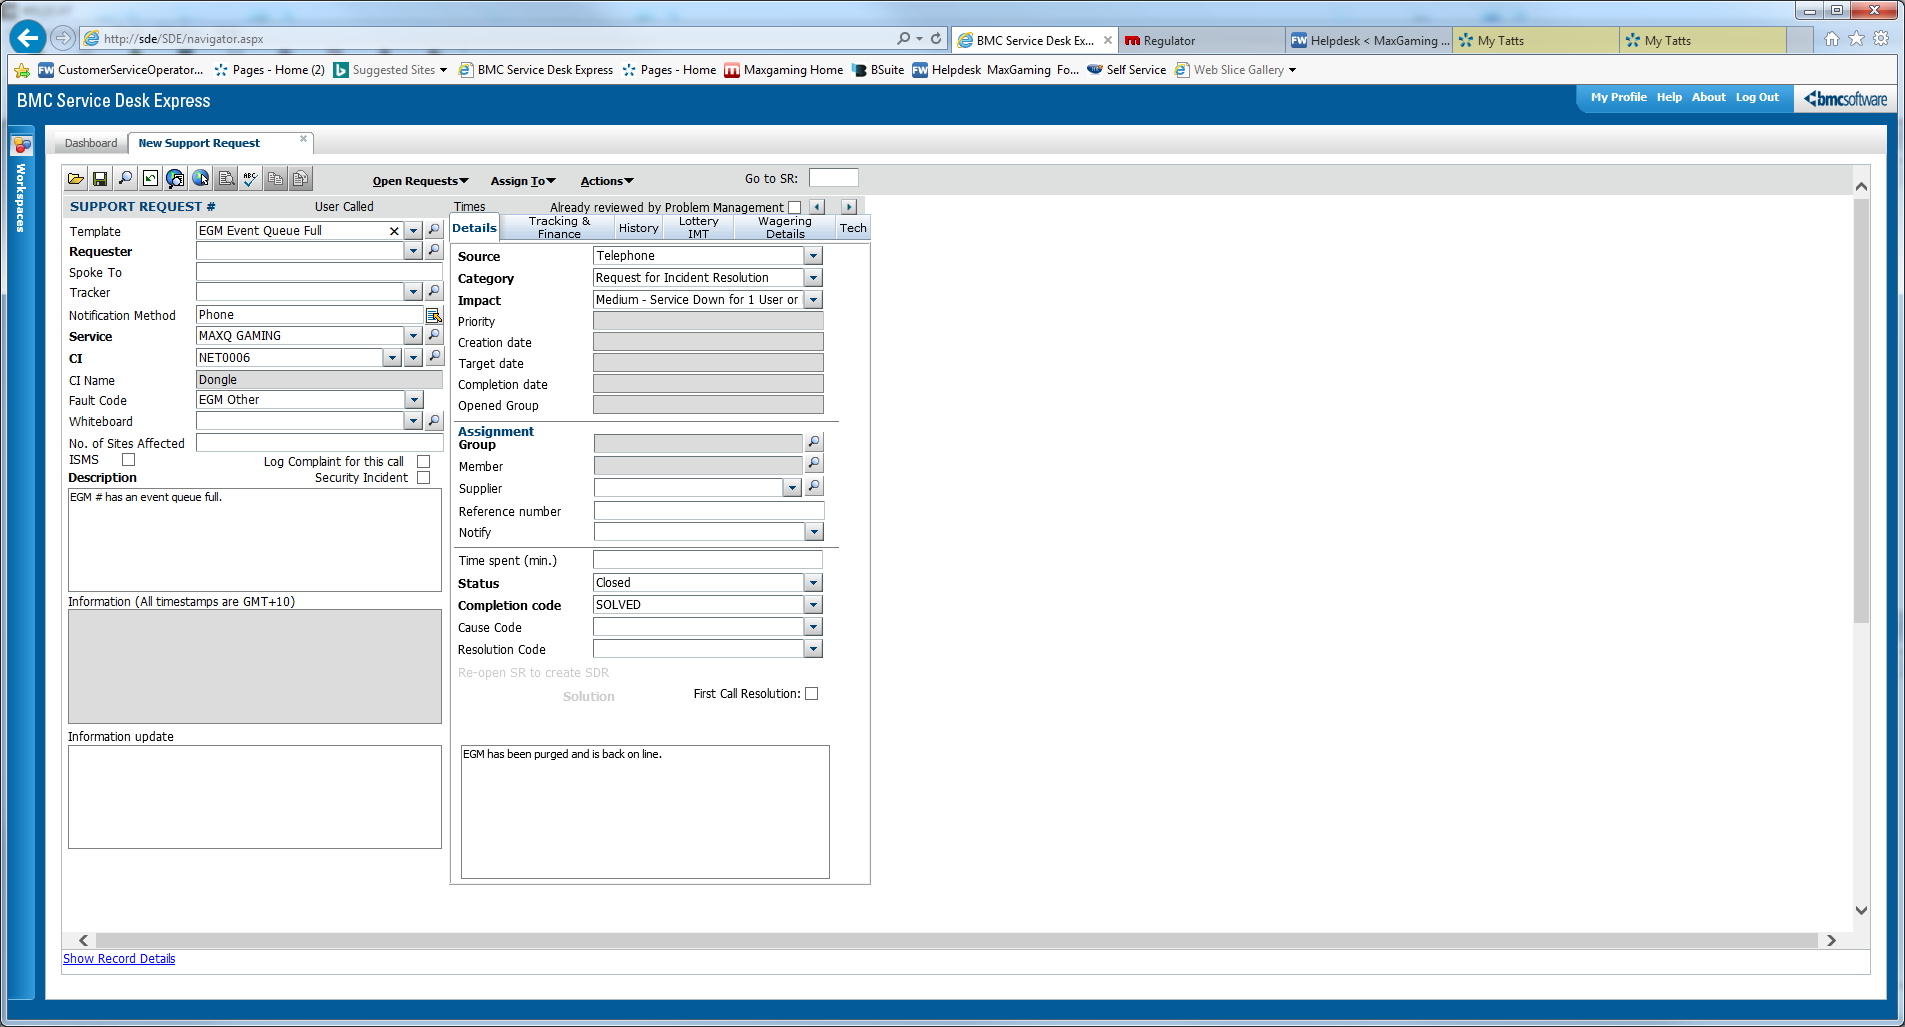 http://sde/SDE/navigator.aspx
BMC Service Desk Ex...
Regulator
FW Helpdesk < MaxGaming ...
My Tatts
My Tatts
FW CustomerServiceOperator...
Pages - Home (2)
Suggested Sites
BMC Service Desk Express
Pages - Home
Maxgaming Home
BSuite
FW Helpdesk MaxGaming Fo...
Self Service
Web Slice Gallery
BMC Service Desk Express
My Profile Help About Log Out
bmcsoftware
Workspaces
Dashboard
New Support Request
ABC
Open Requests
Assign To
Actions
Go to SR:
SUPPORT REQUEST #
User Called
Times
Already reviewed by Problem Management
Template
EGM Event Queue Full
Requester
Spoke To
Tracker
Notification Method
Phone
Service
MAXQ GAMING
CI
NET0006
CI Name
Dongle
Fault Code
EGM Other
Whiteboard
No. of Sites Affected
ISMS
Log Complaint for this call
Description
Security Incident
EGM # has an event queue full.
Information (All timestamps are GMT+10)
Information update
Details
Tracking & Finance
History
Lottery IMT
Wagering Details
Tech
Source
Telephone
Category
Request for Incident Resolution
Impact
Medium - Service Down for 1 User or
Priority
Creation date
Target date
Completion date
Opened Group
Assignment
Group
Member
Supplier
Reference number
Notify
Time spent (min.)
Status
Closed
Completion code
SOLVED
Cause Code
Resolution Code
Re-open SR to create SDR
Solution
First Call Resolution:
EGM has been purged and is back on line.
Show Record Details